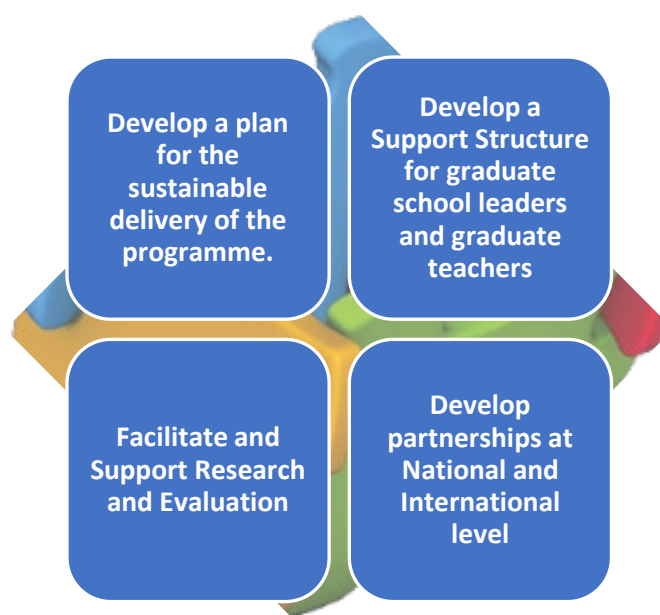 Develop a plan
for the
sustainable
delivery of the
programme.
Develop a
Support Structure
for graduate
school leaders
and graduate
teachers
Facilitate and
Support Research
and Evaluation
Develop
partnerships at
National and
International
level